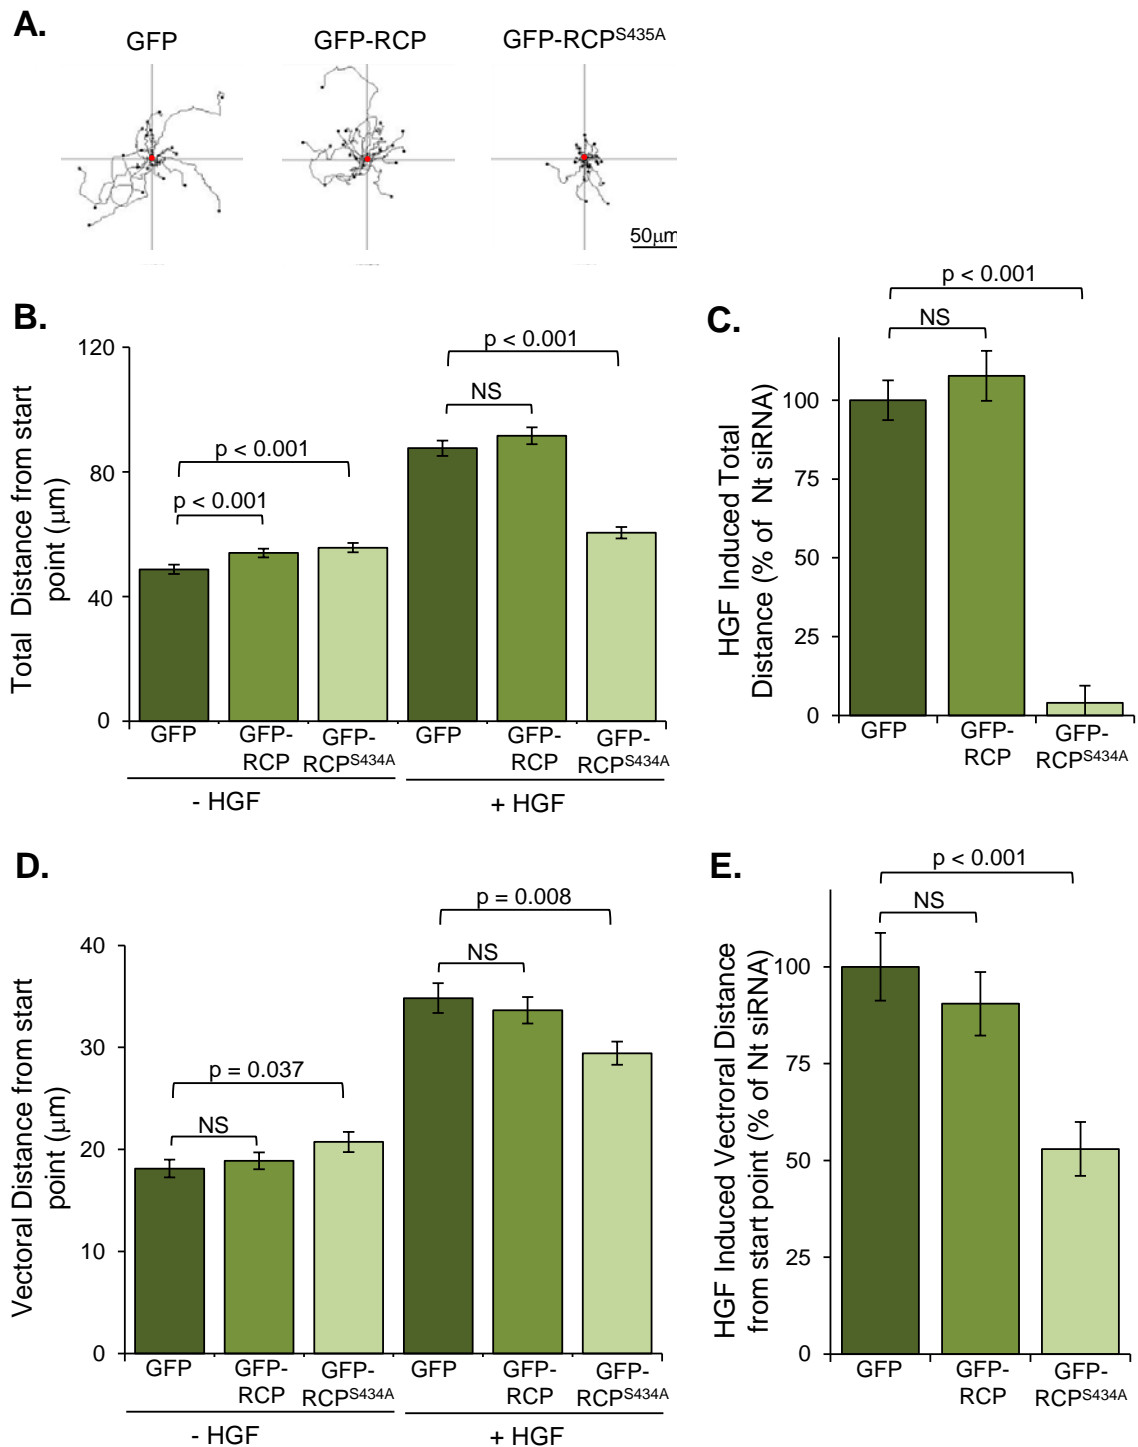 A.
GFP
GFP-RCP
GFP-RCPS435A
50μm
B.
Total Distance from start
point (μm)
120
80
40
0
p < 0.001
p < 0.001
p < 0.001
NS
GFP
GFP-
RCP
GFP-
RCPS434A
GFP
GFP-
RCP
GFP-
RCPS434A
- HGF
+ HGF
C.
HGF Induced Total
Distance (% of Nt siRNA)
100
75
50
25
0
p < 0.001
NS
GFP
GFP-
RCP
GFP-
RCPS434A
D.
Vectoral Distance from start
point (μm)
40
30
20
10
0
p = 0.037
NS
p = 0.008
NS
GFP
GFP-
RCP
GFP-
RCPS434A
GFP
GFP-
RCP
GFP-
RCPS434A
- HGF
+ HGF
E.
HGF Induced Vectroral Distance
from start point (% of Nt siRNA)
100
75
50
25
0
p < 0.001
NS
GFP
GFP-
RCP
GFP-
RCPS434A